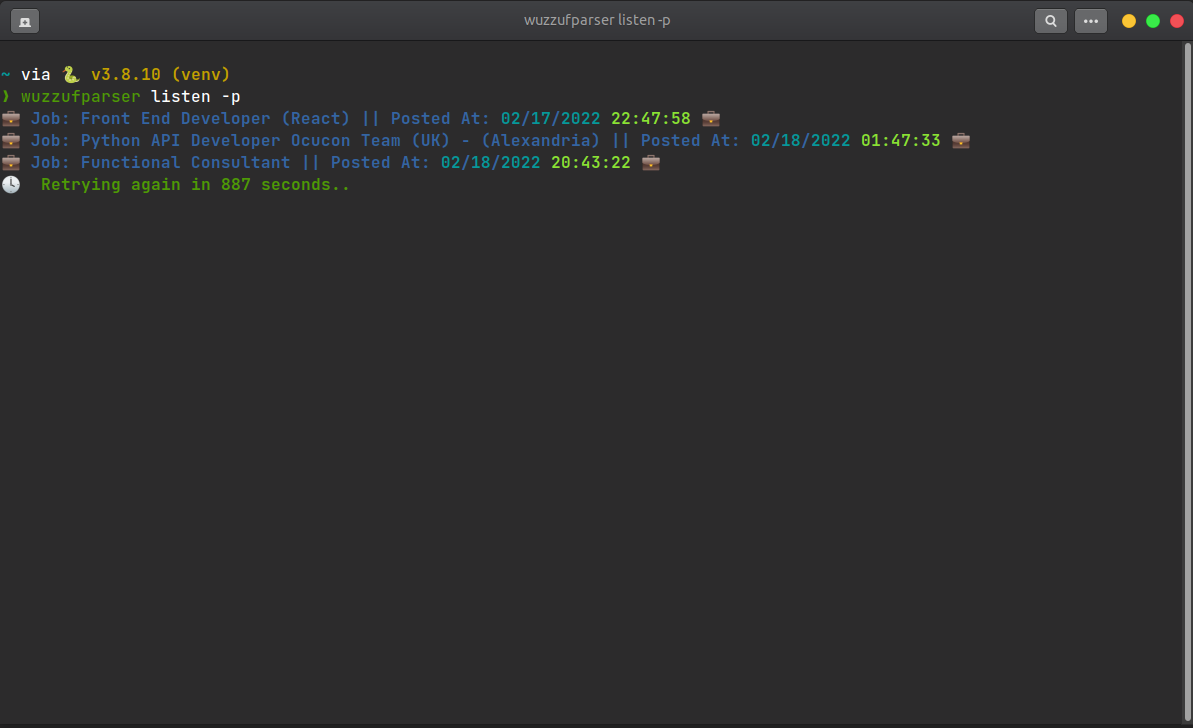 wuzzufparser listen -p
~ via 🐍 v3.8.10 (venv)
❯ wuzzufparser listen -p
💼 Job: Front End Developer (React) || Posted At: 02/17/2022 22:47:58 💼
💼 Job: Python API Developer Ocucon Team (UK) - (Alexandria) || Posted At: 02/18/2022 01:47:33 💼
💼 Job: Functional Consultant || Posted At: 02/18/2022 20:43:22 💼
🕓 Retrying again in 887 seconds..